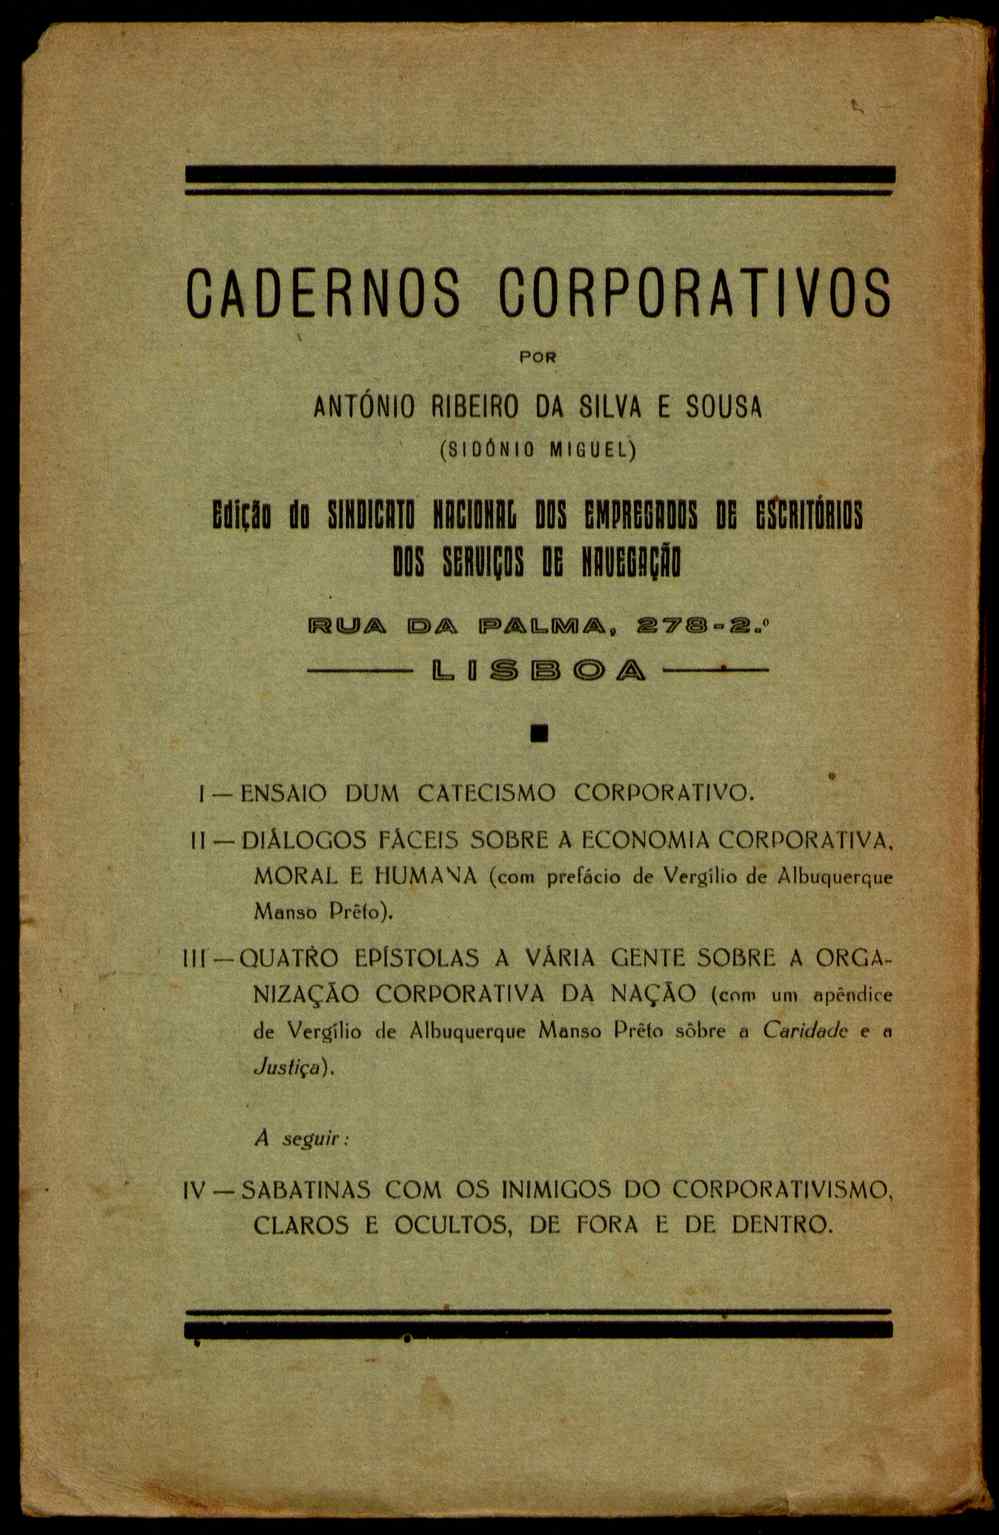 CADERNOS CORPORATIVOS
POR
ANTÓNIO RIBEIRO DA SILVA E SOUSA
(SIDÓNIO MIGUEL)
Edição do SINDICATO NACIONAL DOS EMPREGADOS DE ESCRITÓRIOS
DOS SERVIÇOS DE NAVEGAÇÃO
RUA DA PALMA, 278-2.º
LISBOA
I — ENSAIO DUM CATECISMO CORPORATIVO.
II — DIÁLOGOS FÁCEIS SOBRE A ECONOMIA CORPORATIVA,
MORAL E HUMANA (com prefácio de Vergílio de Albuquerque
Manso Prêto).
III — QUATRO EPÍSTOLAS A VÁRIA GENTE SOBRE A ORGA-
NIZAÇÃO CORPORATIVA DA NAÇÃO (com um apêndice
de Vergílio de Albuquerque Manso Prêto sôbre a Caridade e a
Justiça).
A seguir:
IV — SABATINAS COM OS INIMIGOS DO CORPORATIVISMO,
CLAROS E OCULTOS, DE FORA E DE DENTRO.